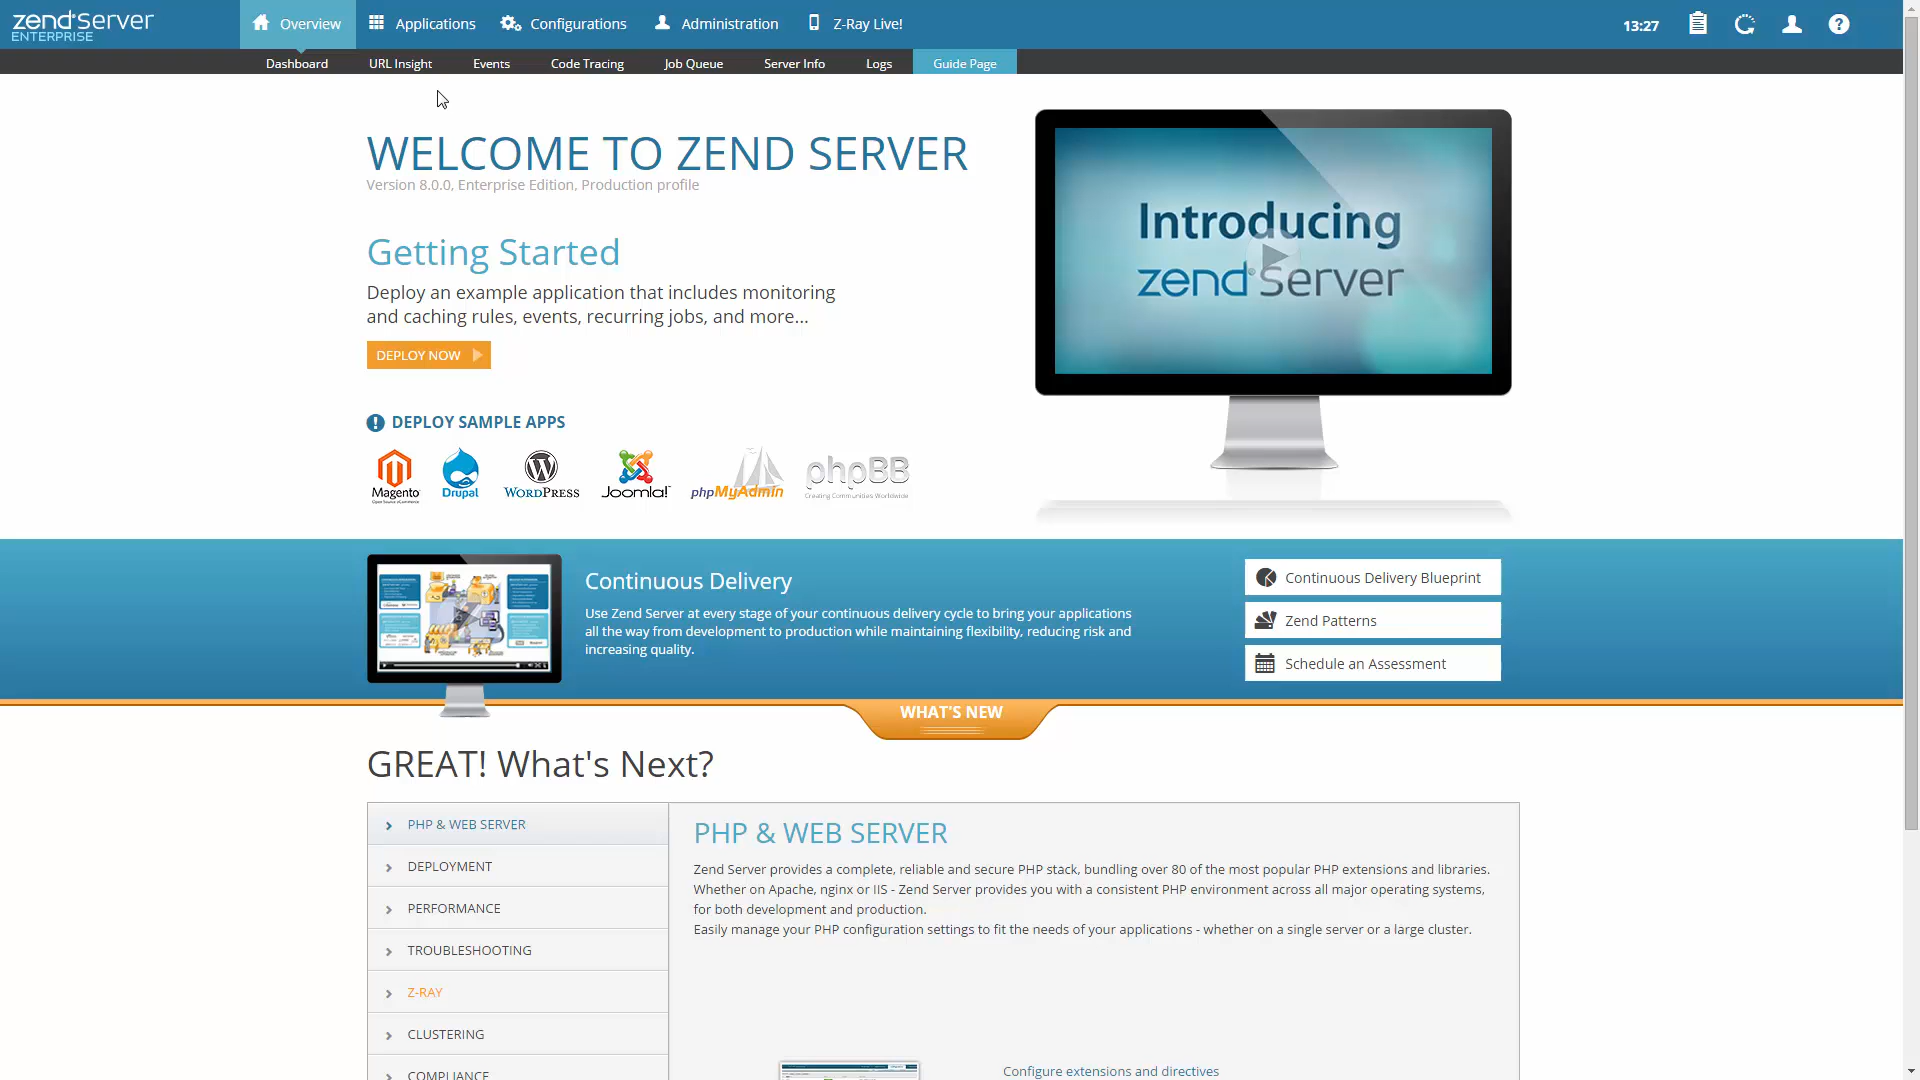 zend Server
ENTERPRISE
Overview
Applications
Configurations
Administration
Z-Ray Live!
13:27
Dashboard
URL Insight
Events
Code Tracing
Job Queue
Server Info
Logs
Guide Page
WELCOME TO ZEND SERVER
Version 8.0.0, Enterprise Edition, Production profile
Getting Started
Deploy an example application that includes monitoring
and caching rules, events, recurring jobs, and more...
DEPLOY NOW
Introducing
zend Server
DEPLOY SAMPLE APPS
Magento
Open Source eCommerce
Drupal
WORDPRESS
Joomla!
phpMyAdmin
phpBB
Creating Communities Worldwide
Continuous Delivery
Use Zend Server at every stage of your continuous delivery cycle to bring your applications
all the way from development to production while maintaining flexibility, reducing risk and
increasing quality.
Continuous Delivery Blueprint
Zend Patterns
Schedule an Assessment
WHAT'S NEW
GREAT! What's Next?
PHP & WEB SERVER
DEPLOYMENT
PERFORMANCE
TROUBLESHOOTING
Z-RAY
CLUSTERING
COMPLIANCE
PHP & WEB SERVER
Zend Server provides a complete, reliable and secure PHP stack, bundling over 80 of the most popular PHP extensions and libraries.
Whether on Apache, nginx or IIS - Zend Server provides you with a consistent PHP environment across all major operating systems,
for both development and production.
Easily manage your PHP configuration settings to fit the needs of your applications - whether on a single server or a large cluster.
Configure extensions and directives